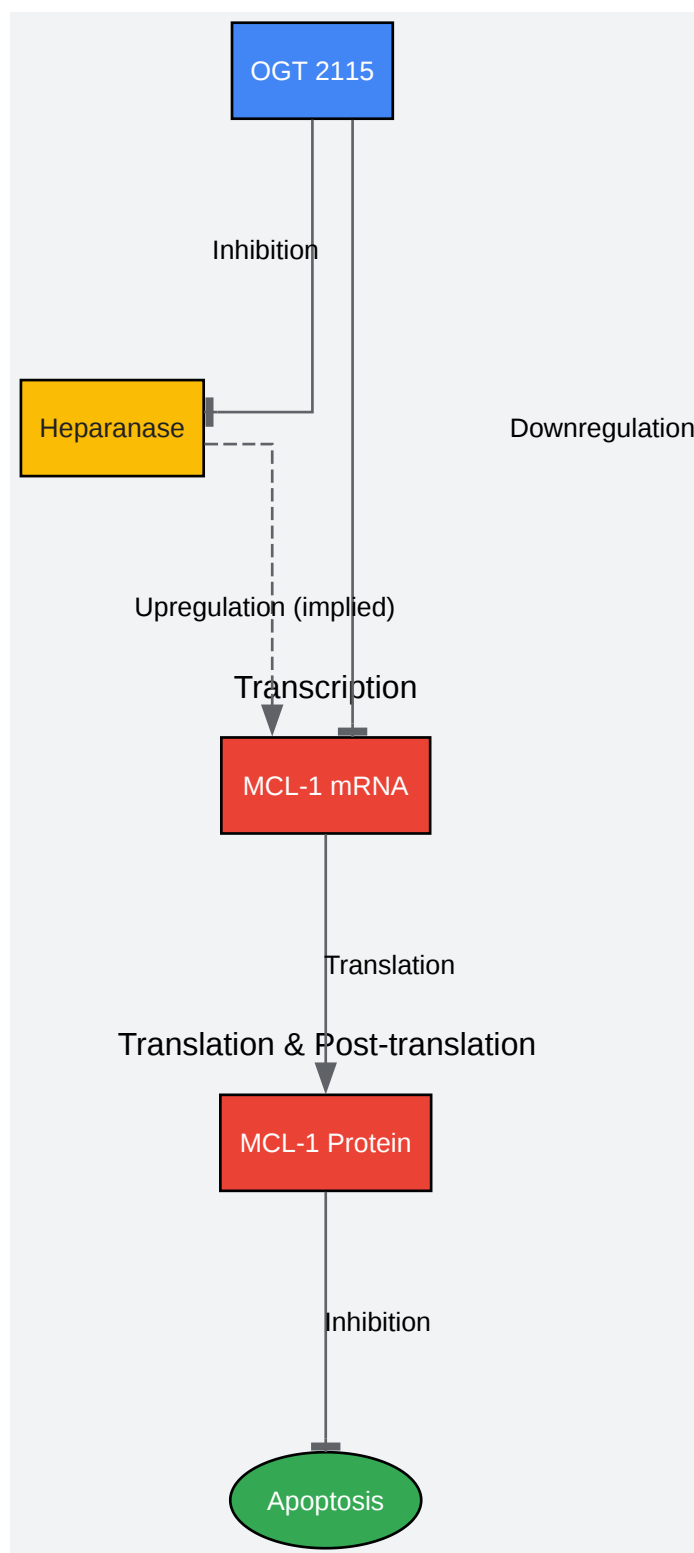 OGT 2115
Inhibition
Heparanase
Downregulation
Upregulation (implied)
Transcription
MCL-1 mRNA
Translation
Translation & Post-translation
MCL-1 Protein
Inhibition
Apoptosis